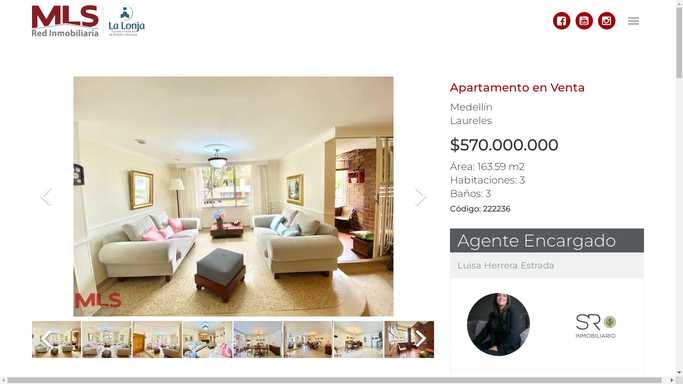 MLS
Red Inmobiliaria
La Lonja
Apartamento en Venta
Medellín
Laureles
$570.000.000
Área: 163.59 m2
Habitaciones: 3
Baños: 3
Código: 222236
Agente Encargado
Luisa Herrera Estrada
MLS
SR
INMOBILIARIO